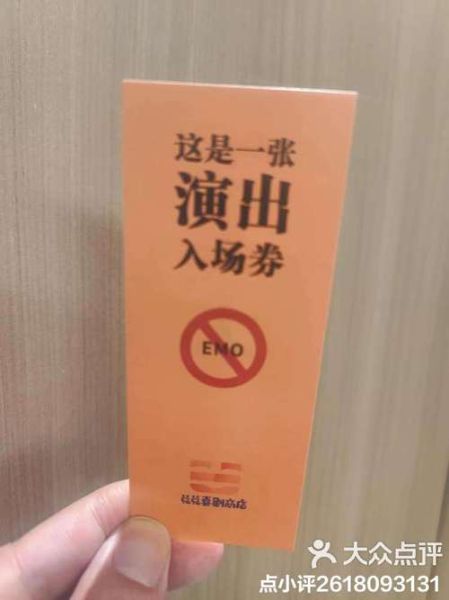 这是一张
演出
入场券
EMO
大众点评
点小评2618093131